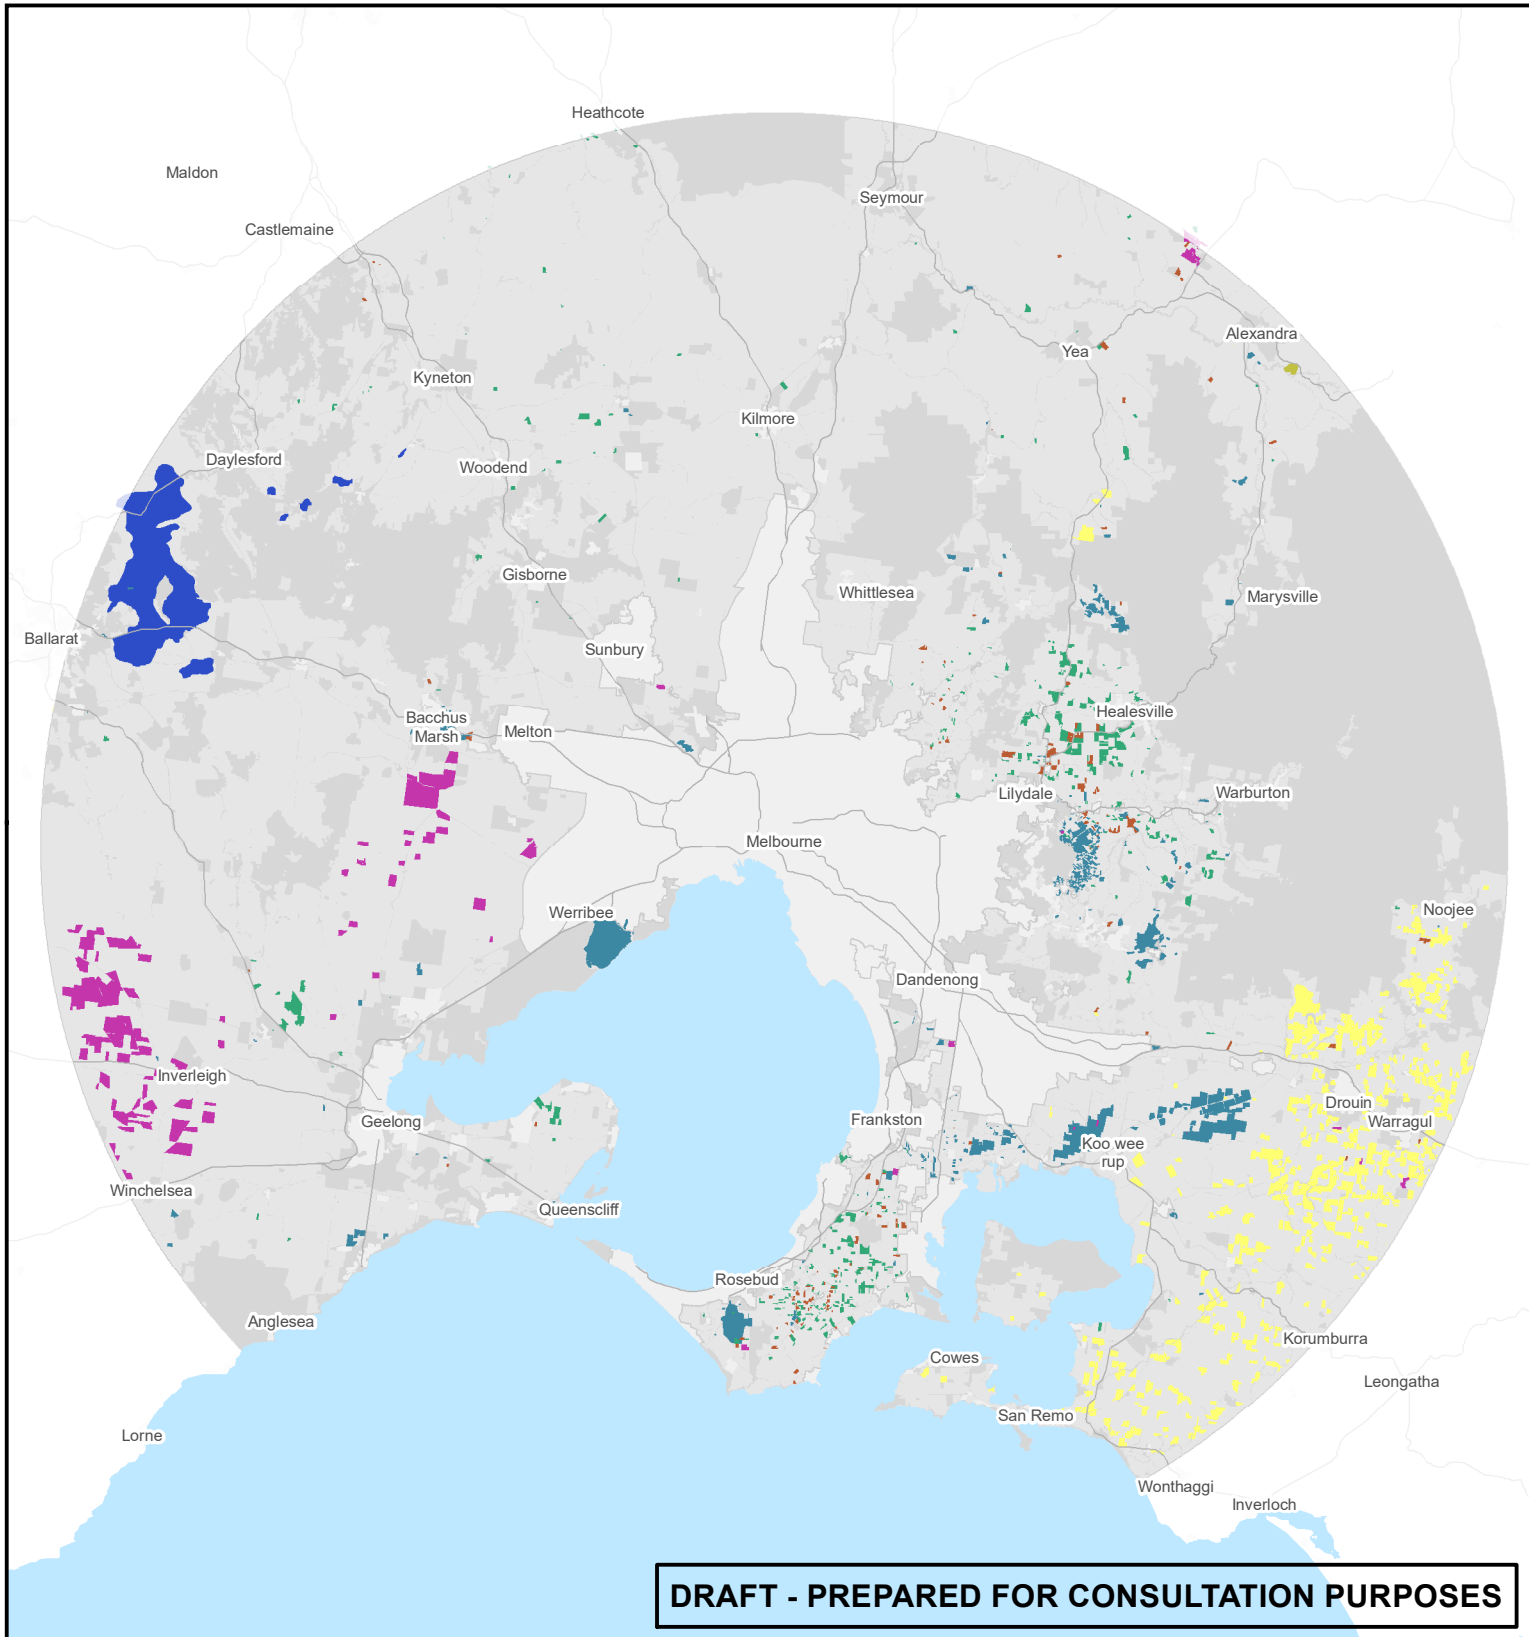 Heathcote
Maldon
Seymour
Castlemaine
Alexandra
Yea
Kyneton
Kilmore
Daylesford
Woodend
Gisborne
Whittlesea
Marysville
Ballarat
Sunbury
Healesville
Bacchus
Marsh
Melton
Lilydale
Warburton
Melbourne
Noojee
Werribee
Dandenong
Inverleigh
Drouin
Geelong
Frankston
Warragul
Koo wee
rup
Winchelsea
Queenscliff
Rosebud
Anglesea
Korumburra
Cowes
Leongatha
San Remo
Lorne
Wonthaggi
Inverloch
DRAFT - PREPARED FOR CONSULTATION PURPOSES